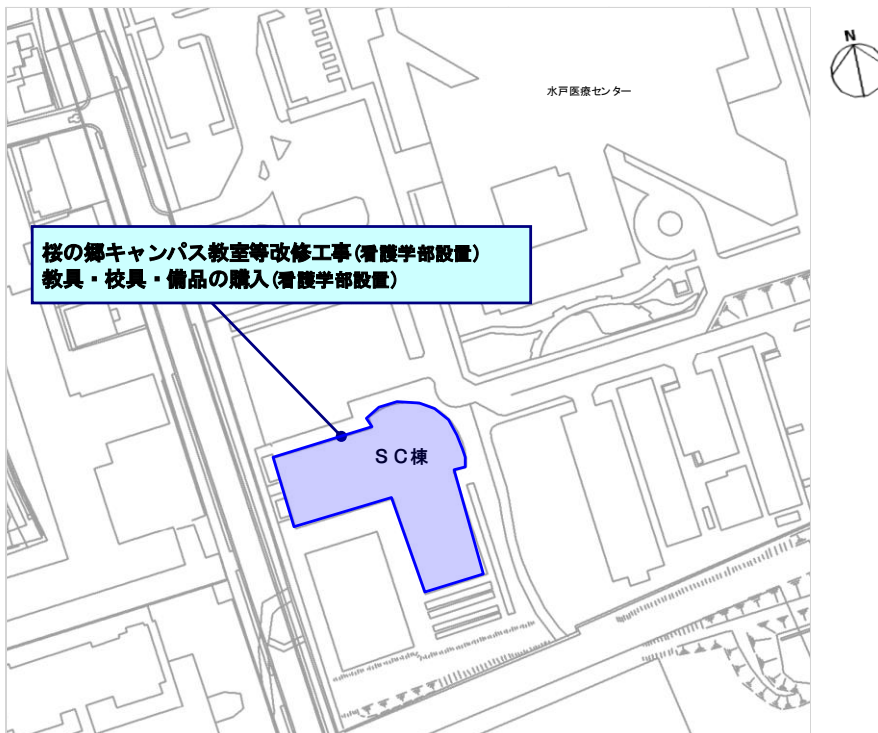 N
水戸医療センター
桜の郷キャンパス教室等改修工事(看護学部設置)
教具・校具・備品の購入(看護学部設置)
SC棟